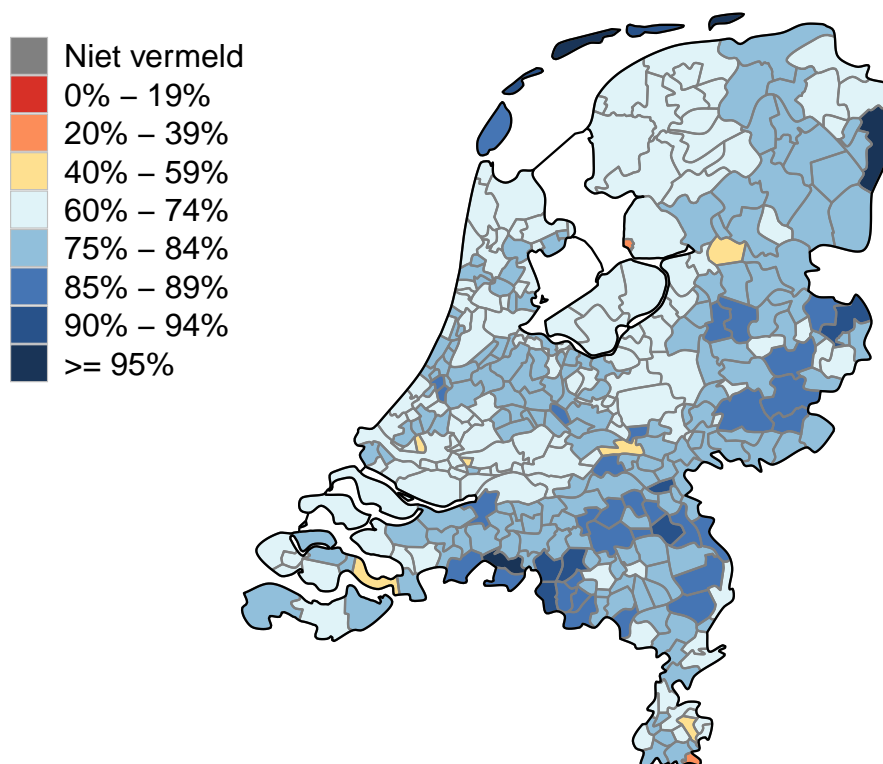 Niet vermeld
0% – 19%
20% – 39%
40% – 59%
60% – 74%
75% – 84%
85% – 89%
90% – 94%
>= 95%